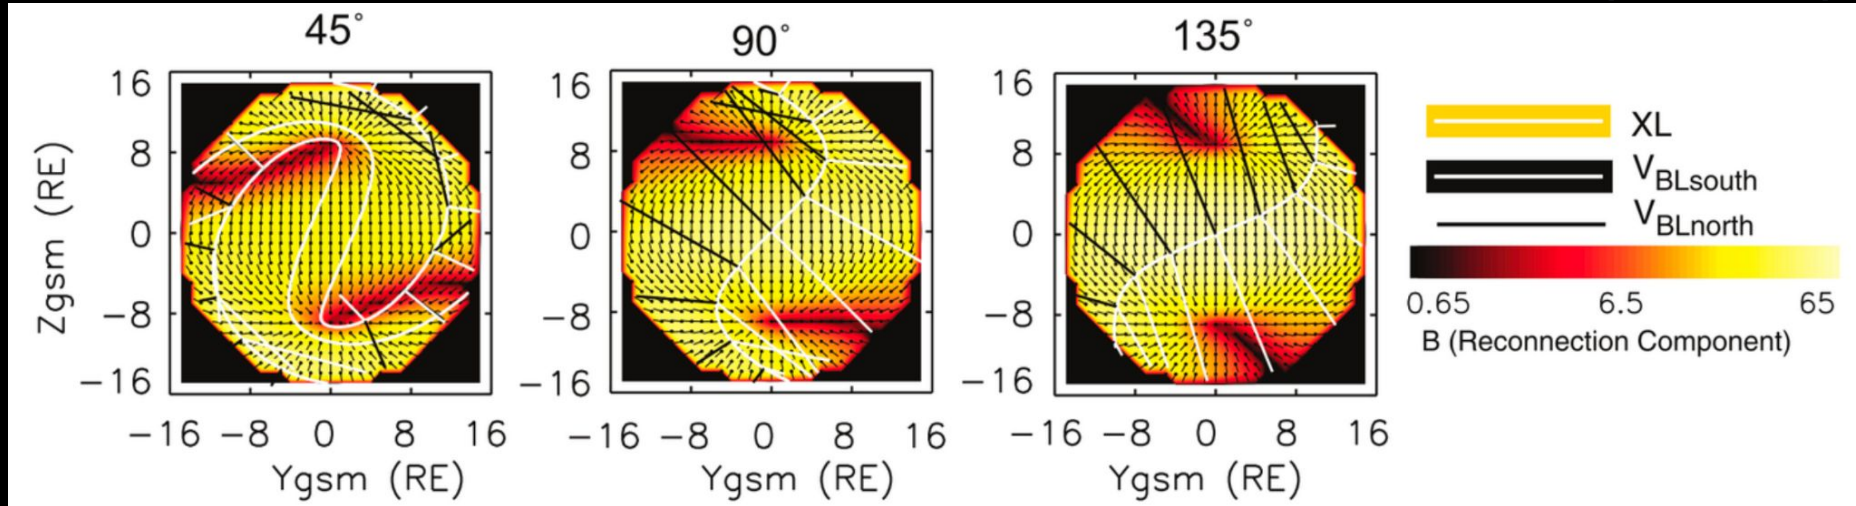 45°
90°
135°
16
8
0
−8
−16
Zgsm (RE)
−16 −8 0 8 16
Ygsm (RE)
16
8
0
−8
−16
−16 −8 0 8 16
Ygsm (RE)
16
8
0
−8
−16
−16 −8 0 8 16
Ygsm (RE)
XL
VBLsouth
VBLnorth
0.65 6.5 65
B (Reconnection Component)